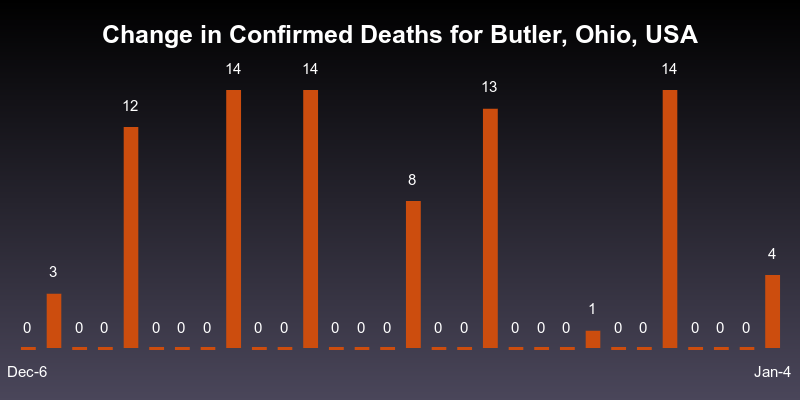 Change in Confirmed Deaths for Butler, Ohio, USA
0 3 0 0 12 0 0 0 14 0 0 14 0 0 0 8 0 0 13 0 0 0 1 0 0 14 0 0 0 4
Dec-6 Jan-4